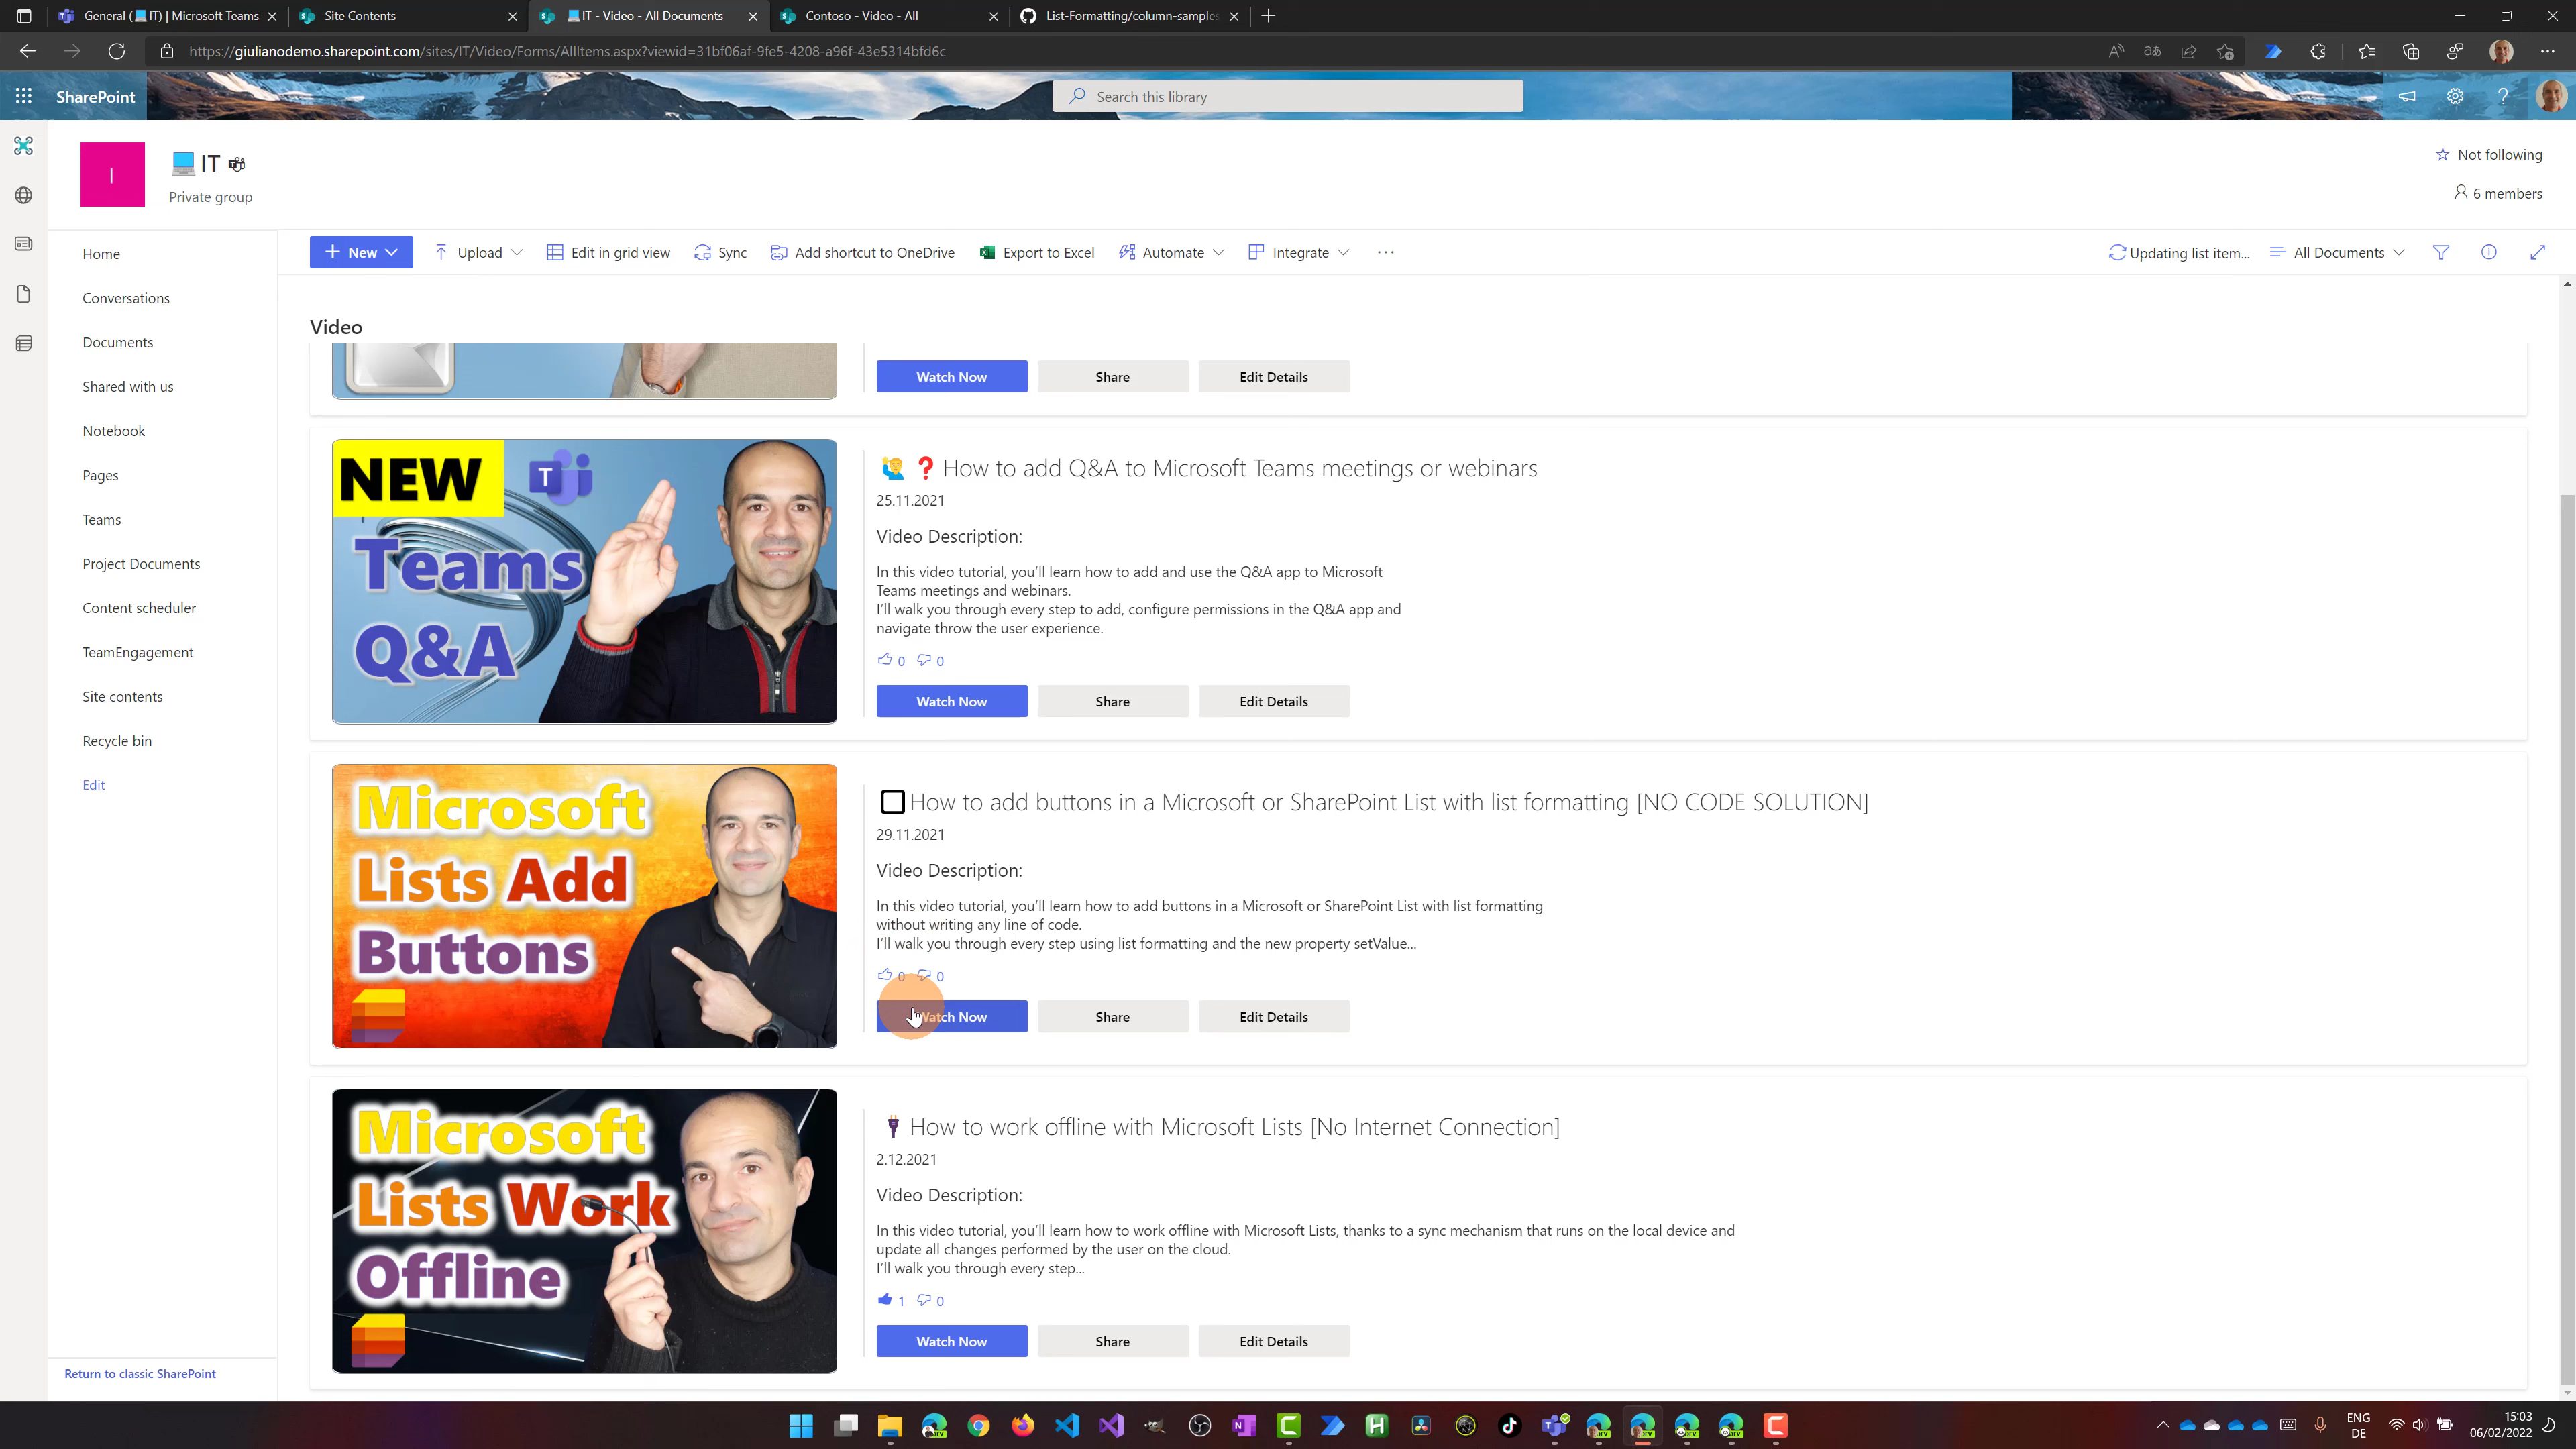 General (💻IT) | Microsoft Teams
Site Contents
💻IT - Video - All Documents
Contoso - Video - All
List-Formatting/column-samples
https://giulianodemo.sharepoint.com/sites/IT/Video/Forms/AllItems.aspx?viewid=31bf06af-9fe5-4208-a96f-43e5314bfd6c
SharePoint
Search this library
I
💻IT
Private group
Not following
6 members
Home
Conversations
Documents
Shared with us
Notebook
Pages
Teams
Project Documents
Content scheduler
TeamEngagement
Site contents
Recycle bin
Edit
Return to classic SharePoint
New
Upload
Edit in grid view
Sync
Add shortcut to OneDrive
Export to Excel
Automate
Integrate
Updating list item...
All Documents
Video
Watch Now
Share
Edit Details
NEW
T
Teams
Q&A
🙋‍♂️ ❓ How to add Q&A to Microsoft Teams meetings or webinars
25.11.2021
Video Description:
In this video tutorial, you'll learn how to add and use the Q&A app to Microsoft
Teams meetings and webinars.
I'll walk you through every step to add, configure permissions in the Q&A app and
navigate throw the user experience.
0 0
Watch Now
Share
Edit Details
Microsoft
Lists Add
Buttons
How to add buttons in a Microsoft or SharePoint List with list formatting [NO CODE SOLUTION]
29.11.2021
Video Description:
In this video tutorial, you'll learn how to add buttons in a Microsoft or SharePoint List with list formatting
without writing any line of code.
I'll walk you through every step using list formatting and the new property setValue...
0 0
Watch Now
Share
Edit Details
Microsoft
Lists Work
Offline
🔌 How to work offline with Microsoft Lists [No Internet Connection]
2.12.2021
Video Description:
In this video tutorial, you'll learn how to work offline with Microsoft Lists, thanks to a sync mechanism that runs on the local device and
update all changes performed by the user on the cloud.
I'll walk you through every step...
1 0
Watch Now
Share
Edit Details
ENG
DE
15:03
06/02/2022